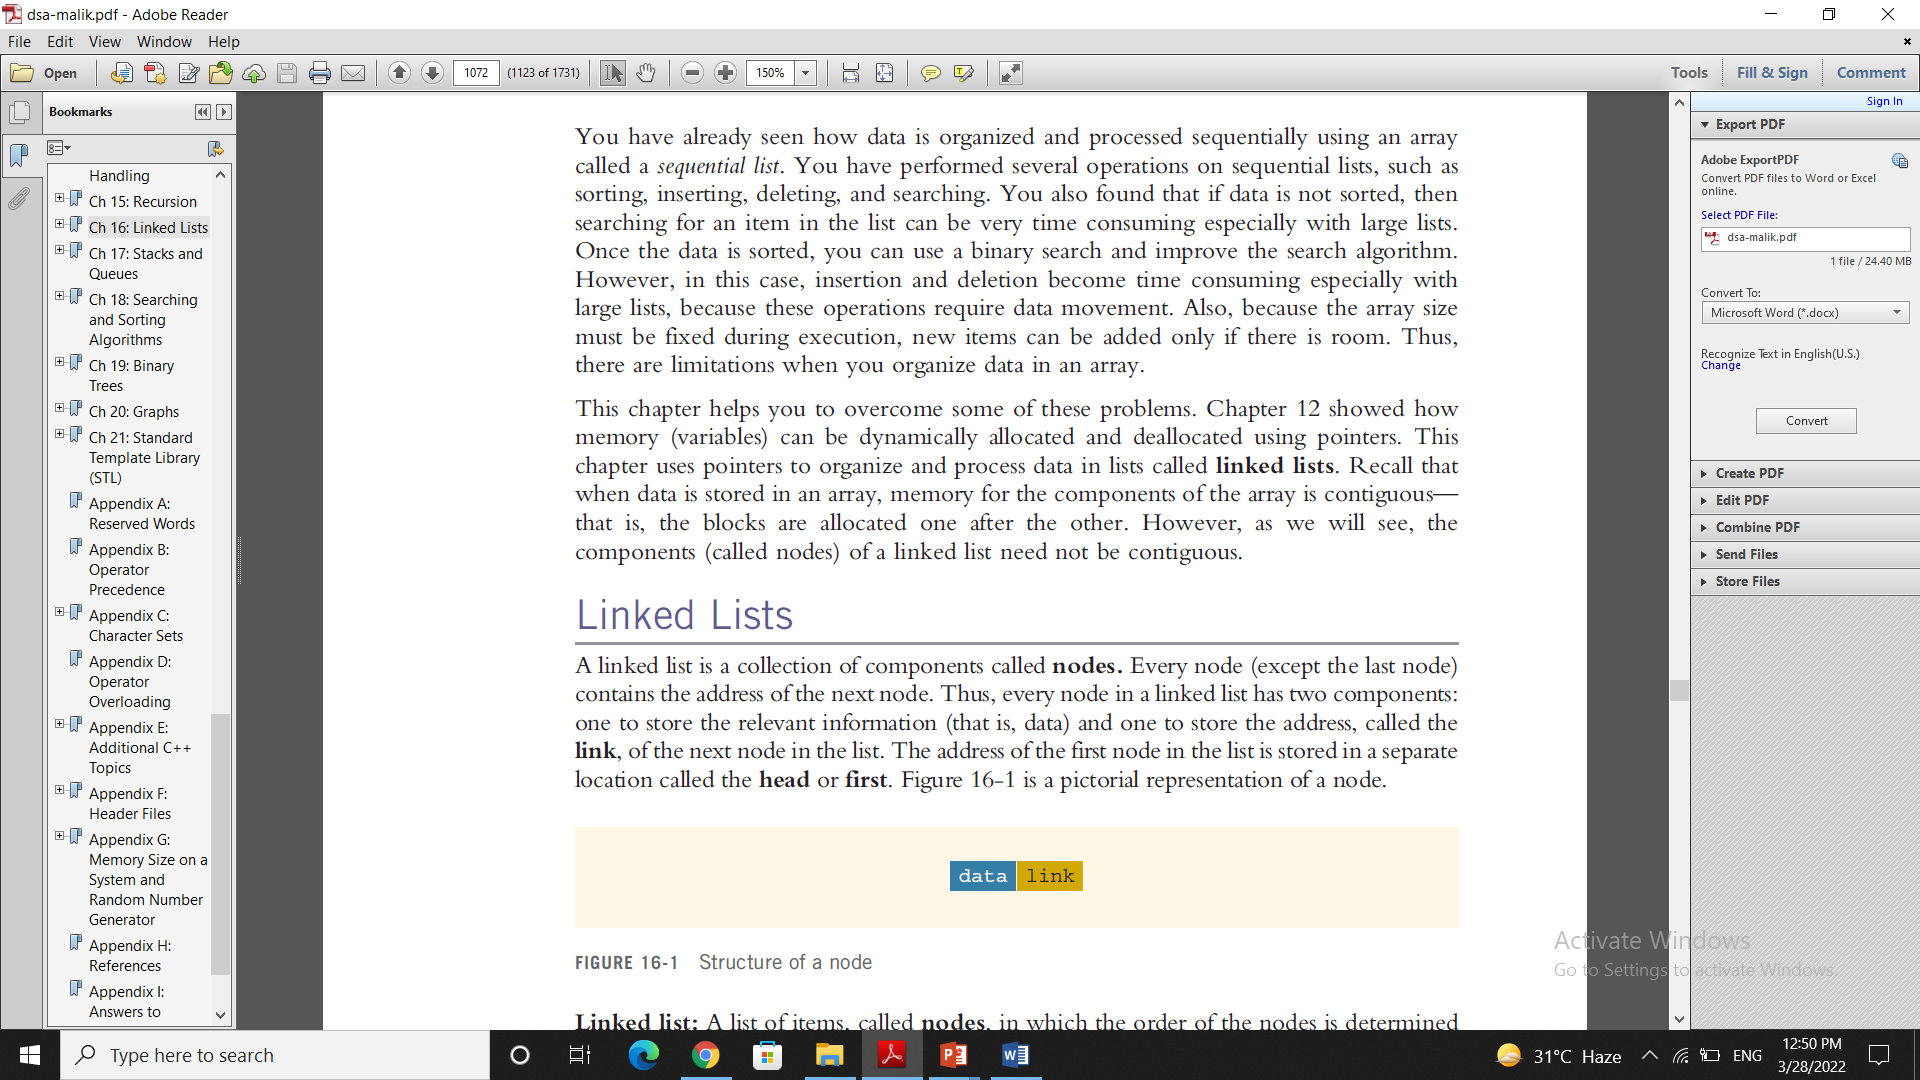 dsa-malik.pdf - Adobe Reader
File Edit View Window Help
Open 1072 (1123 of 1731) 150% Tools Fill & Sign Comment
Bookmarks
Handling
Ch 15: Recursion
Ch 16: Linked Lists
Ch 17: Stacks and
Queues
Ch 18: Searching
and Sorting
Algorithms
Ch 19: Binary
Trees
Ch 20: Graphs
Ch 21: Standard
Template Library
(STL)
Appendix A:
Reserved Words
Appendix B:
Operator
Precedence
Appendix C:
Character Sets
Appendix D:
Operator
Overloading
Appendix E:
Additional C++
Topics
Appendix F:
Header Files
Appendix G:
Memory Size on a
System and
Random Number
Generator
Appendix H:
References
Appendix I:
Answers to
You have already seen how data is organized and processed sequentially using an array
called a sequential list. You have performed several operations on sequential lists, such as
sorting, inserting, deleting, and searching. You also found that if data is not sorted, then
searching for an item in the list can be very time consuming especially with large lists.
Once the data is sorted, you can use a binary search and improve the search algorithm.
However, in this case, insertion and deletion become time consuming especially with
large lists, because these operations require data movement. Also, because the array size
must be fixed during execution, new items can be added only if there is room. Thus,
there are limitations when you organize data in an array.
This chapter helps you to overcome some of these problems. Chapter 12 showed how
memory (variables) can be dynamically allocated and deallocated using pointers. This
chapter uses pointers to organize and process data in lists called linked lists. Recall that
when data is stored in an array, memory for the components of the array is contiguous—
that is, the blocks are allocated one after the other. However, as we will see, the
components (called nodes) of a linked list need not be contiguous.
Linked Lists
A linked list is a collection of components called nodes. Every node (except the last node)
contains the address of the next node. Thus, every node in a linked list has two components:
one to store the relevant information (that is, data) and one to store the address, called the
link, of the next node in the list. The address of the first node in the list is stored in a separate
location called the head or first. Figure 16-1 is a pictorial representation of a node.
data link
FIGURE 16-1 Structure of a node
Linked list: A list of items, called nodes, in which the order of the nodes is determined
Sign In
Export PDF
Adobe ExportPDF
Convert PDF files to Word or Excel
online.
Select PDF File:
dsa-malik.pdf
1 file / 24.40 MB
Convert To:
Microsoft Word (*.docx)
Recognize Text in English(U.S.)
Change
Convert
Create PDF
Edit PDF
Combine PDF
Send Files
Store Files
Activate Windows
Go to Settings to activate Windows.
Type here to search
31°C Haze
ENG
12:50 PM
3/28/2022